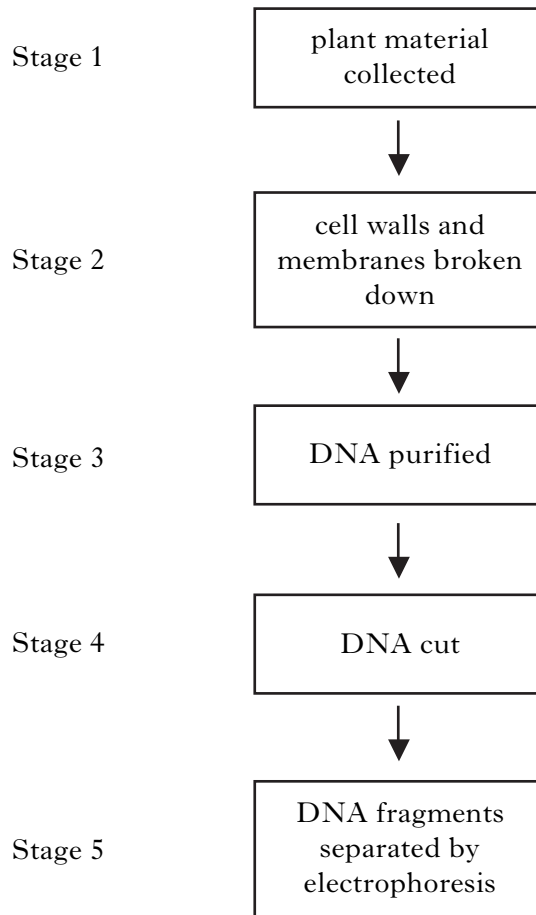 Stage 1
plant material
collected
Stage 2
cell walls and
membranes broken
down
Stage 3
DNA purified
Stage 4
DNA cut
Stage 5
DNA fragments
separated by
electrophoresis